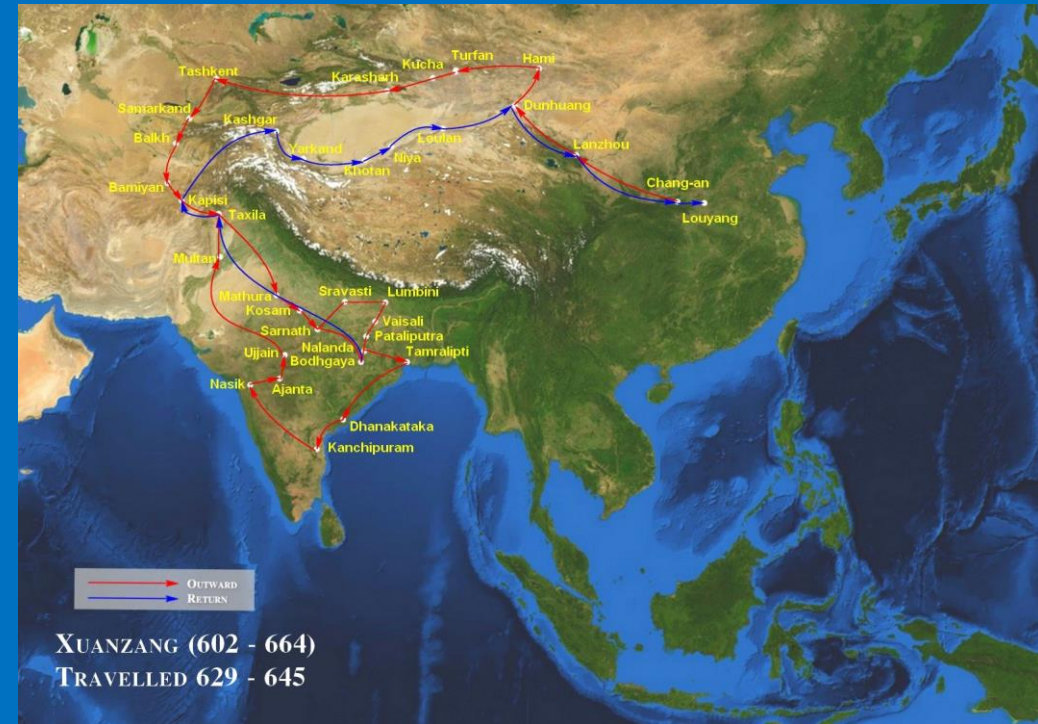 Turfan
Hami
Kucha
Tashkent
Karasharh
Dunhuang
Samarkand
Kashgar
Loulan
Balkh
Yarkand
Lanzhou
Niya
Khotan
Bamiyan
Chang-an
Kapisi
Taxila
Louyang
Multan
Mathura
Sravasti
Lumbini
Kosam
Vaisali
Sarnath
Pataliputra
Nalanda
Tamralipti
Ujjain
Bodhgaya
Nasik
Ajanta
Dhanakataka
Kanchipuram
OUTWARD
RETURN
XUANZANG (602 - 664)
TRAVELLED 629 - 645